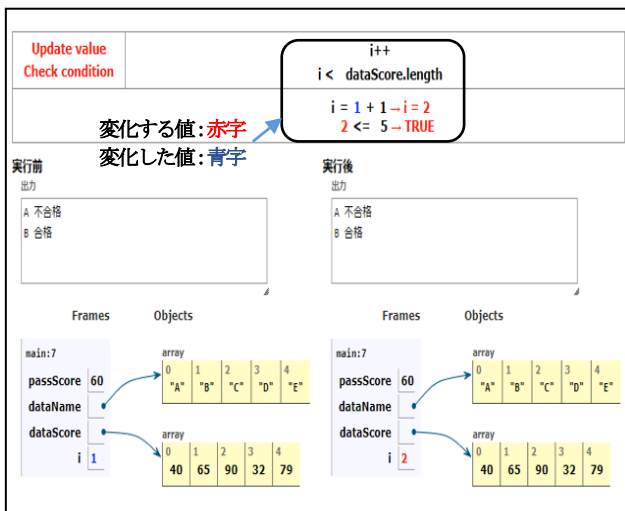 Update value
Check condition
i++
i < dataScore.length
i = 1 + 1→i = 2
2 <= 5→TRUE
変化する値:赤字
変化した値:青字
実行前
出力
A 不合格
B 合格
Frames Objects
main:7
passScore 60
dataName
dataScore
i 1
array
0 1 2 3 4
"A" "B" "C" "D" "E"
array
0 1 2 3 4
40 65 90 32 79
実行後
出力
A 不合格
B 合格
Frames Objects
main:7
passScore 60
dataName
dataScore
i 2
array
0 1 2 3 4
"A" "B" "C" "D" "E"
array
0 1 2 3 4
40 65 90 32 79